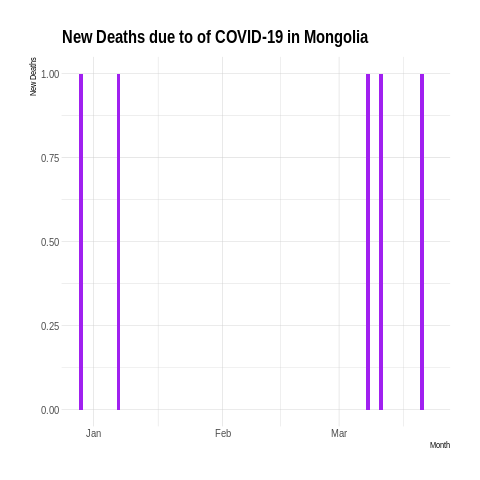 New Deaths due to of COVID-19 in Mongolia
New Deaths
1.00
0.75
0.50
0.25
0.00
Jan Feb Mar
Month